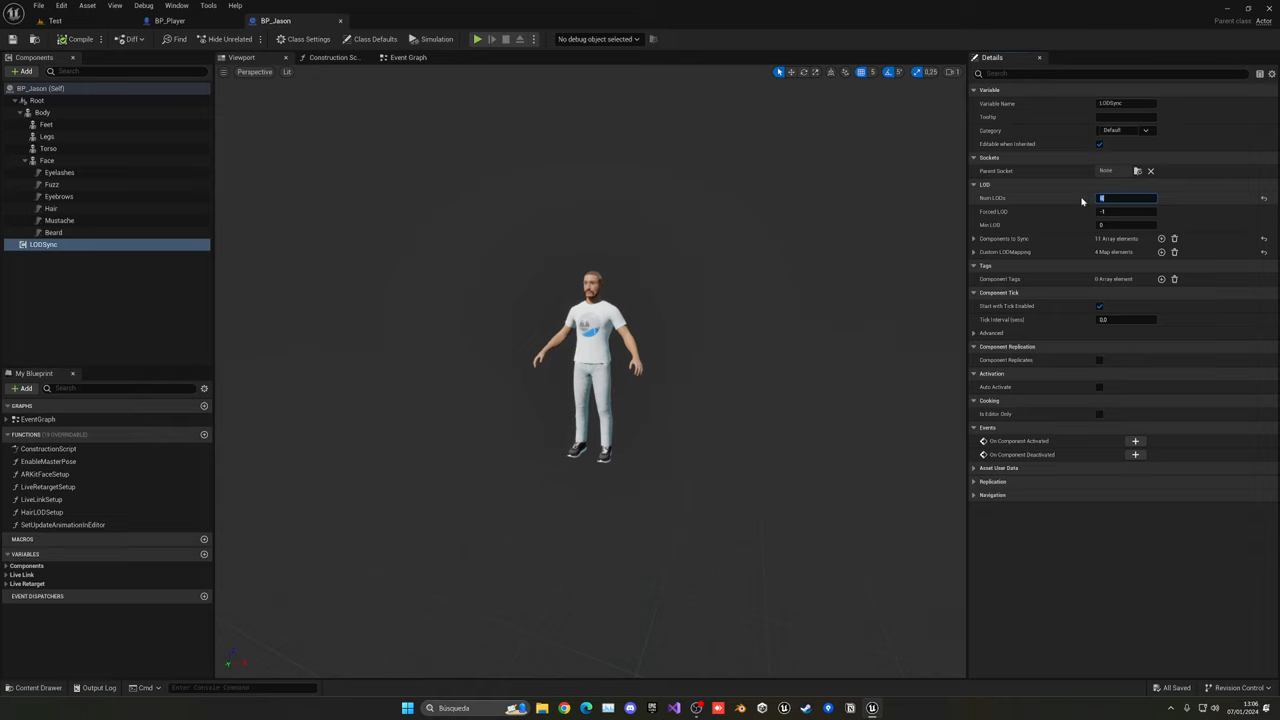 File Edit Asset View Debug Window Tools Help
Test BP_Player BP_Jason
Parent class: Actor
Compile Diff Find Hide Unrelated Class Settings Class Defaults Simulation No debug object selected
Components
Viewport Construction Sc... Event Graph
Details
Add Search
Perspective Lit
5 5° 0,25 1
Search
BP_Jason (Self)
Root
Body
Feet
Legs
Torso
Face
Eyelashes
Fuzz
Eyebrows
Hair
Mustache
Beard
LODSync
Variable
Variable Name LODSync
Tooltip
Category Default
Editable when Inherited
Sockets
Parent Socket None
LOD
Num LODs
Forced LOD -1
Min LOD 0
Components to Sync 11 Array elements
Custom LODMapping 4 Map elements
Tags
Component Tags 0 Array element
Component Tick
Start with Tick Enabled
Tick Interval (secs) 0,0
Advanced
Component Replication
Component Replicates
Activation
Auto Activate
Cooking
Is Editor Only
Events
On Component Activated
On Component Deactivated
Asset User Data
Replication
Navigation
My Blueprint
Add Search
GRAPHS
EventGraph
FUNCTIONS (19 OVERRIDABLE)
ConstructionScript
EnableMasterPose
ARKitFaceSetup
LiveRetargetSetup
LiveLinkSetup
HairLODSetup
SetUpdateAnimationInEditor
MACROS
VARIABLES
Components
Live Link
Live Retarget
EVENT DISPATCHERS
Content Drawer Output Log Cmd Enter Console Command
All Saved Revision Control
Búsqueda
13:06
07/01/2024